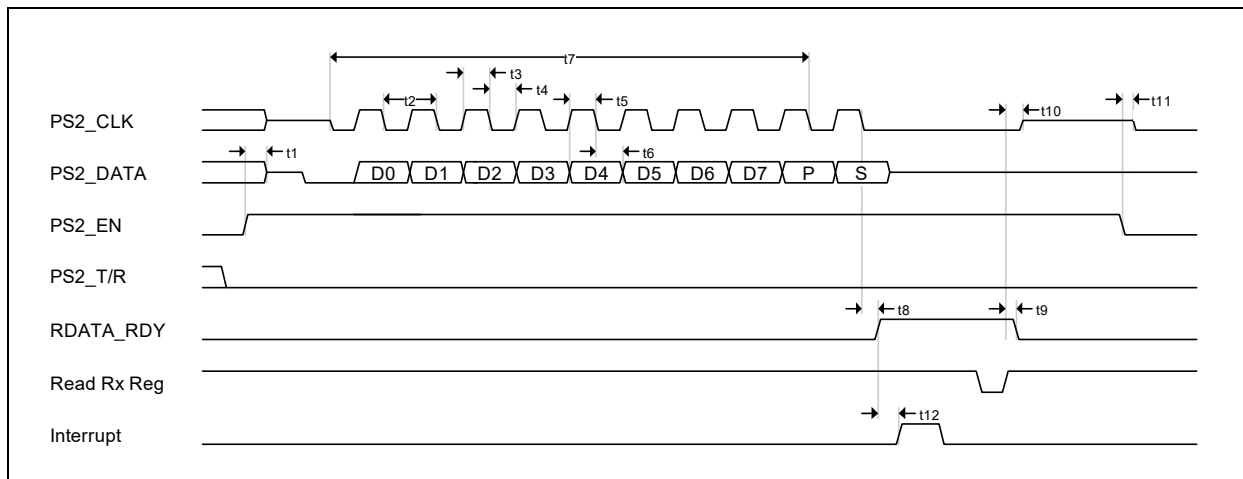 t7
t3
t2 t4 t5 t10 t11
PS2_CLK
t1 t6
PS2_DATA D0 D1 D2 D3 D4 D5 D6 D7 P S
PS2_EN
PS2_T/R
t8 t9
RDATA_RDY
Read Rx Reg
t12
Interrupt